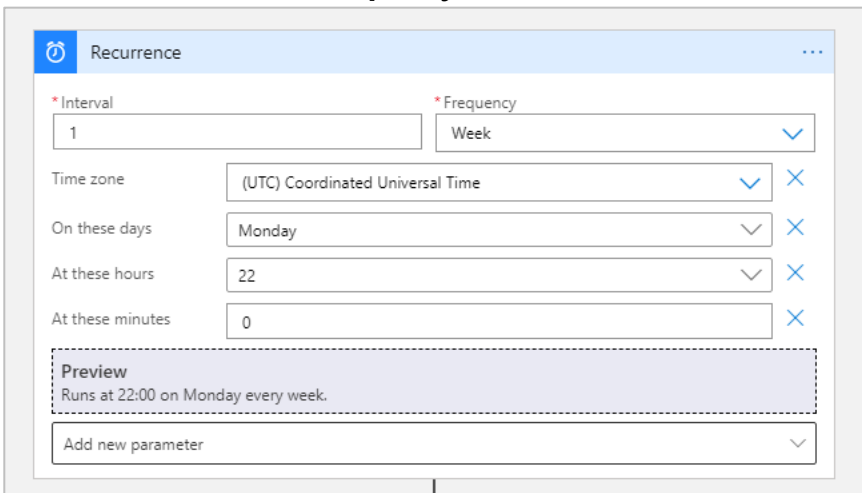 Recurrence
* Interval
* Frequency
1
Week
Time zone
(UTC) Coordinated Universal Time
On these days
Monday
At these hours
22
At these minutes
0
Preview
Runs at 22:00 on Monday every week.
Add new parameter